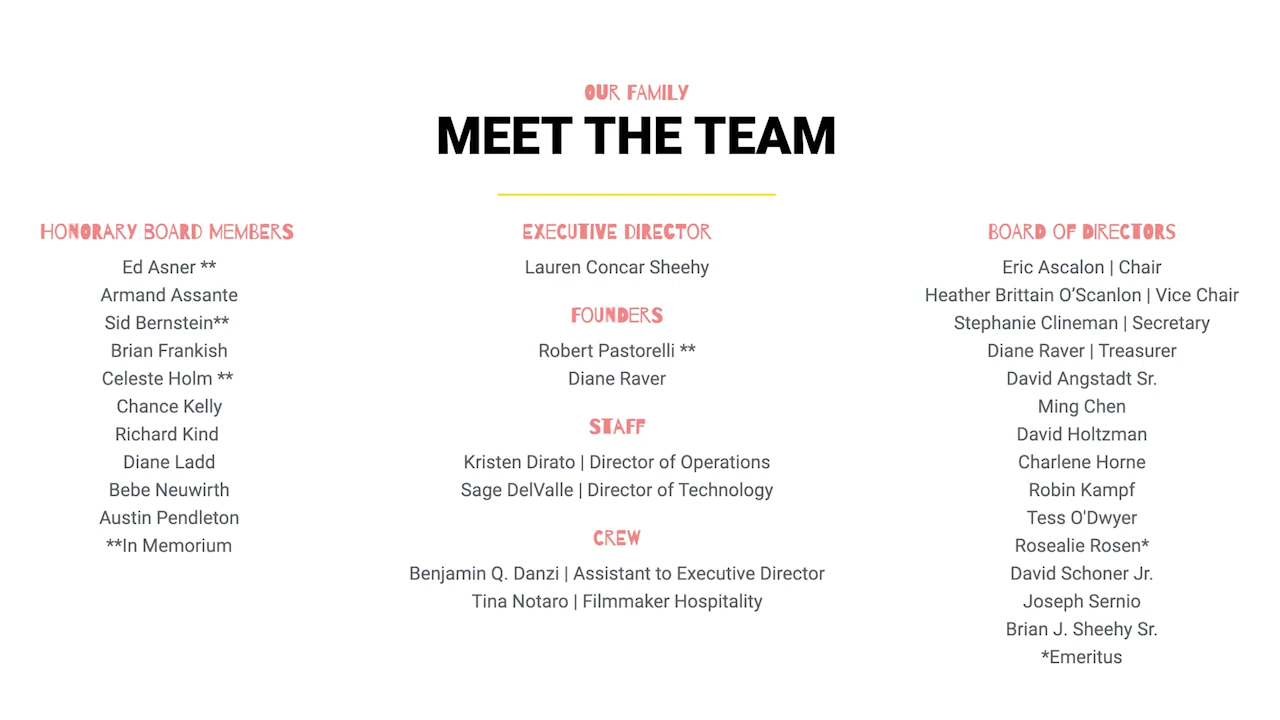 OUR FAMILY
MEET THE TEAM
HONORARY BOARD MEMBERS
Ed Asner **
Armand Assante
Sid Bernstein**
Brian Frankish
Celeste Holm **
Chance Kelly
Richard Kind
Diane Ladd
Bebe Neuwirth
Austin Pendleton
**In Memorium
EXECUTIVE DIRECTOR
Lauren Concar Sheehy
FOUNDERS
Robert Pastorelli **
Diane Raver
STAFF
Kristen Dirato | Director of Operations
Sage DelValle | Director of Technology
CREW
Benjamin Q. Danzi | Assistant to Executive Director
Tina Notaro | Filmmaker Hospitality
BOARD OF DIRECTORS
Eric Ascalon | Chair
Heather Brittain O’Scanlon | Vice Chair
Stephanie Clineman | Secretary
Diane Raver | Treasurer
David Angstadt Sr.
Ming Chen
David Holtzman
Charlene Horne
Robin Kampf
Tess O'Dwyer
Rosealie Rosen*
David Schoner Jr.
Joseph Sernio
Brian J. Sheehy Sr.
*Emeritus